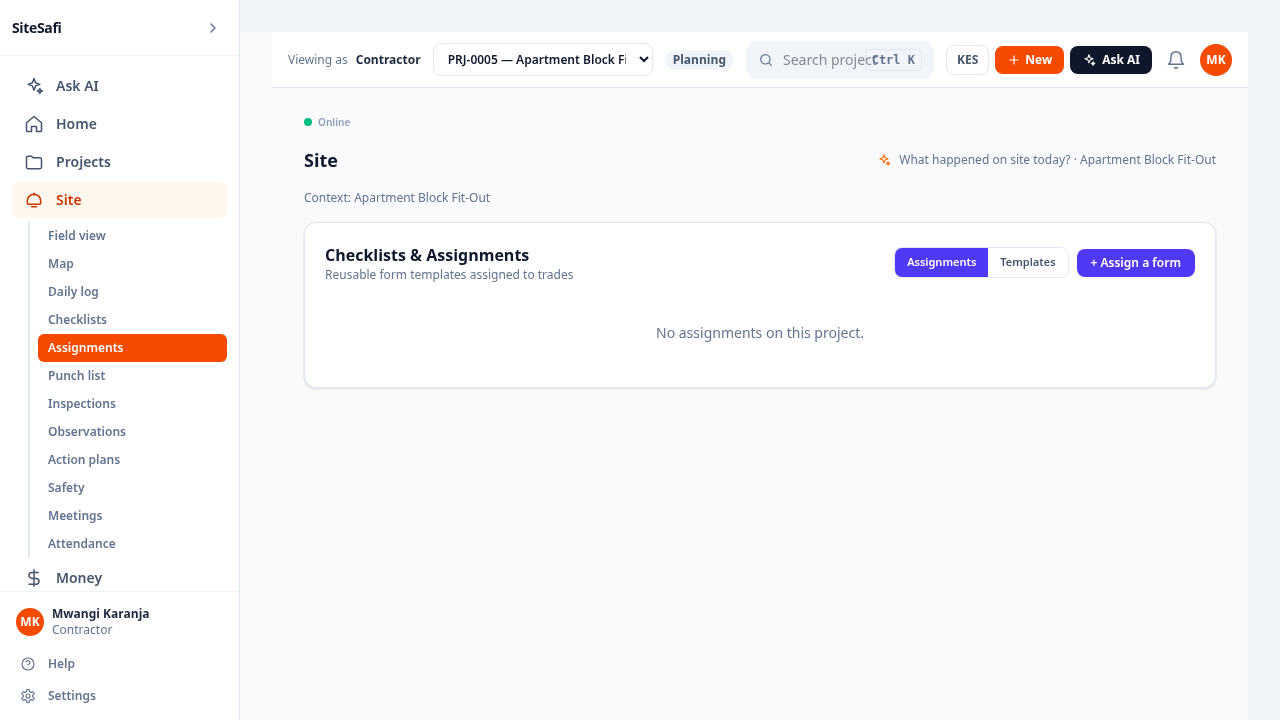 SiteSafi
Ask AI
Home
Projects
Site
Field view
Map
Daily log
Checklists
Assignments
Punch list
Inspections
Observations
Action plans
Safety
Meetings
Attendance
Money
MK
Mwangi Karanja
Contractor
Help
Settings
Viewing as Contractor
PRJ-0005 — Apartment Block Fi
Planning
Search project
Ctrl K
KES
New
Ask AI
MK
Online
Site
What happened on site today? · Apartment Block Fit-Out
Context: Apartment Block Fit-Out
Checklists & Assignments
Reusable form templates assigned to trades
Assignments
Templates
+ Assign a form
No assignments on this project.